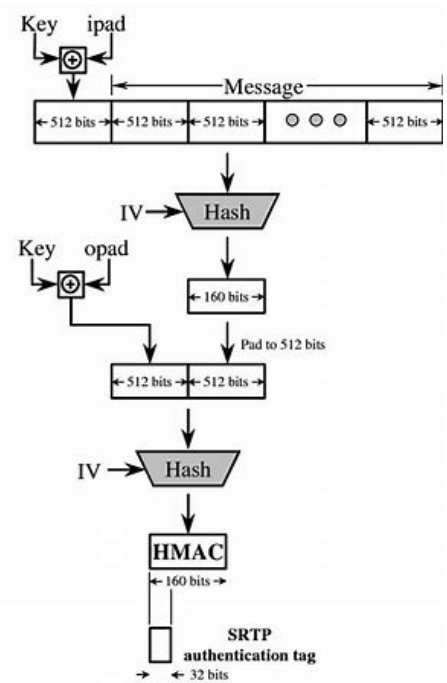 Key ipad
Message
512 bits 512 bits 512 bits 512 bits
IV Hash
Key opad
160 bits
Pad to 512 bits
512 bits 512 bits
IV Hash
HMAC
160 bits
SRTP
authentication tag
32 bits